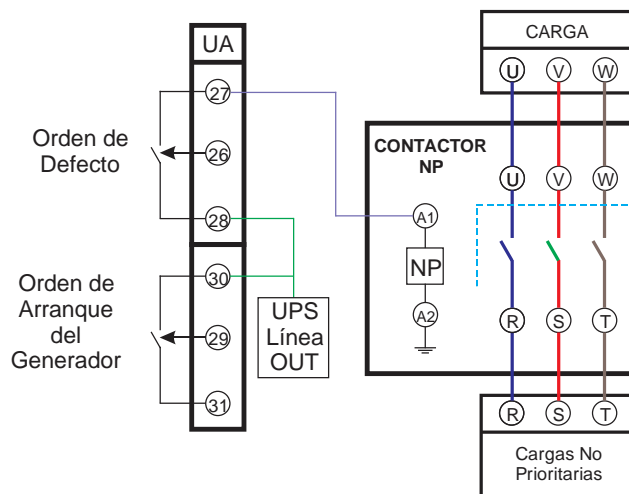 UA
27
26
28
30
29
31
Orden de
Defecto
Orden de
Arranque
del
Generador
UPS
Línea
OUT
CARGA
U V W
CONTACTOR
NP
U V W
A1
NP
A2
R S T
R S T
Cargas No
Prioritarias